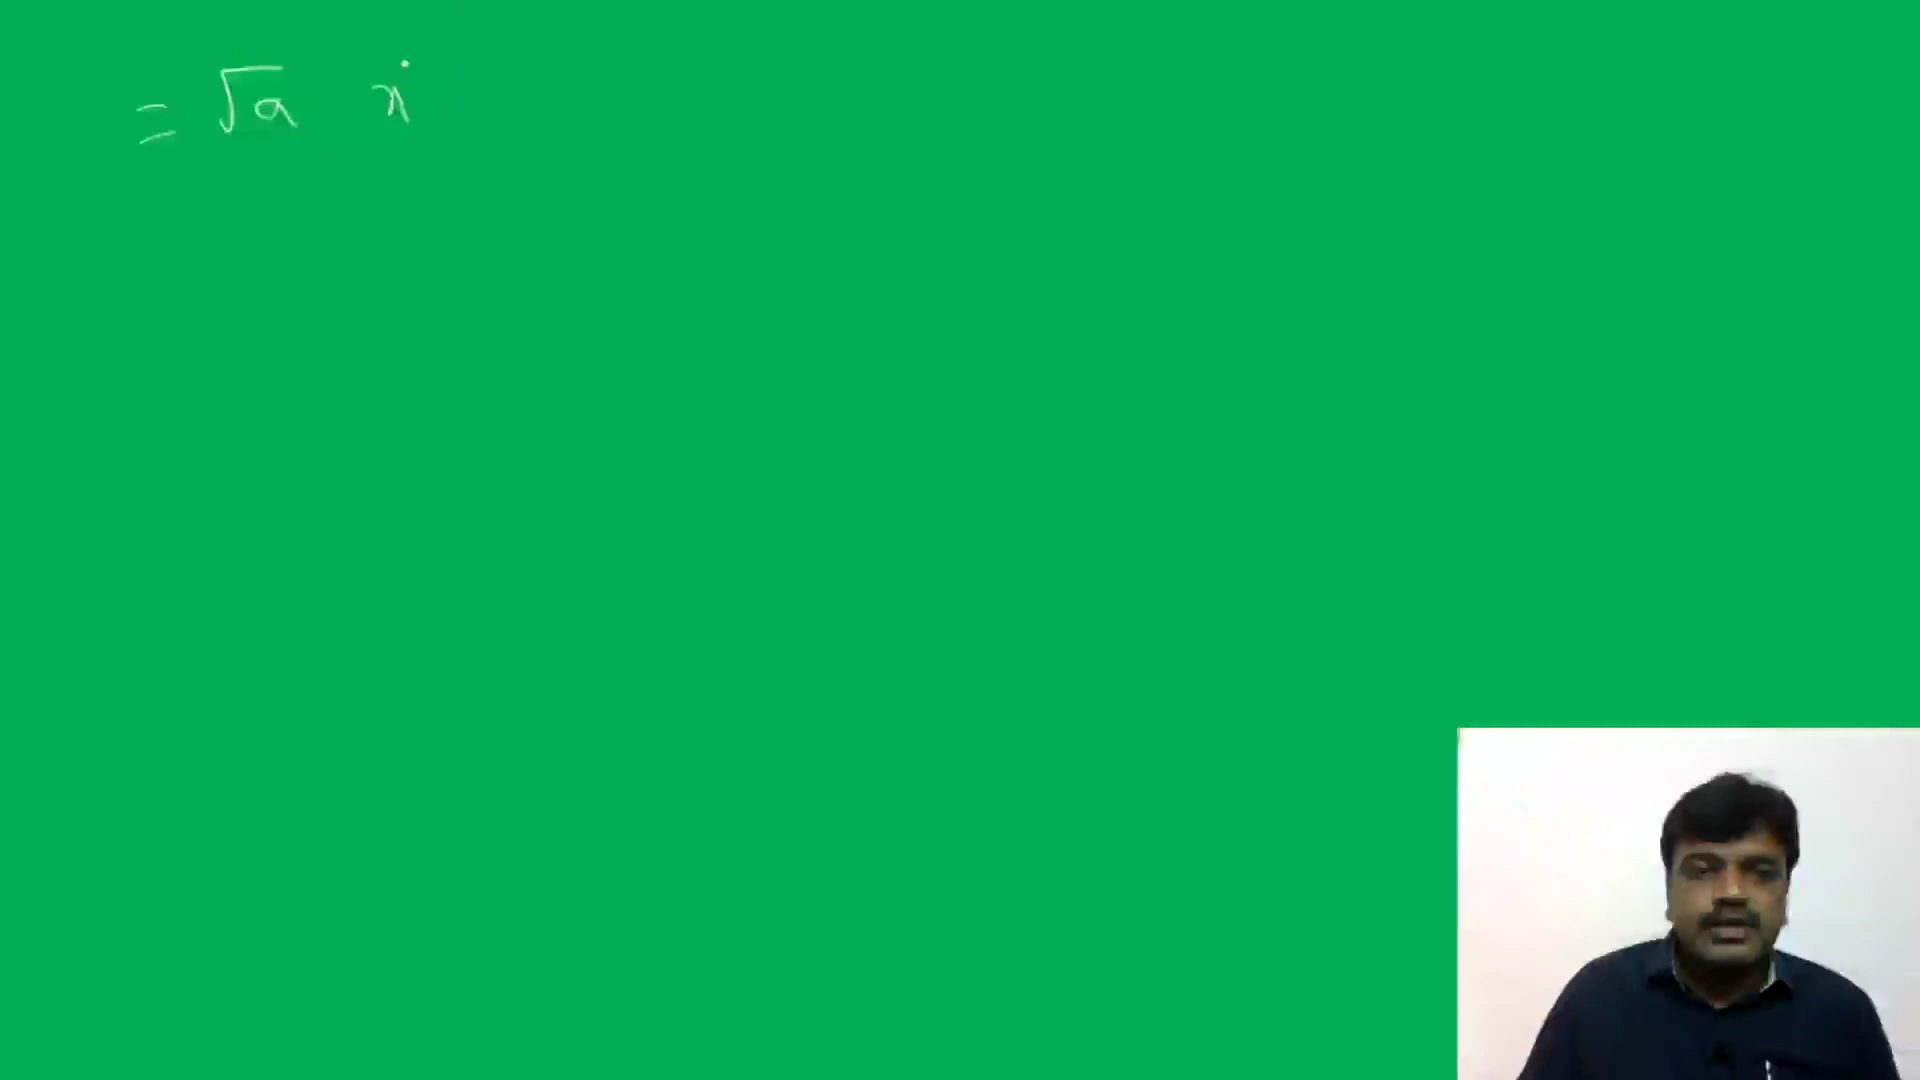 = √a x